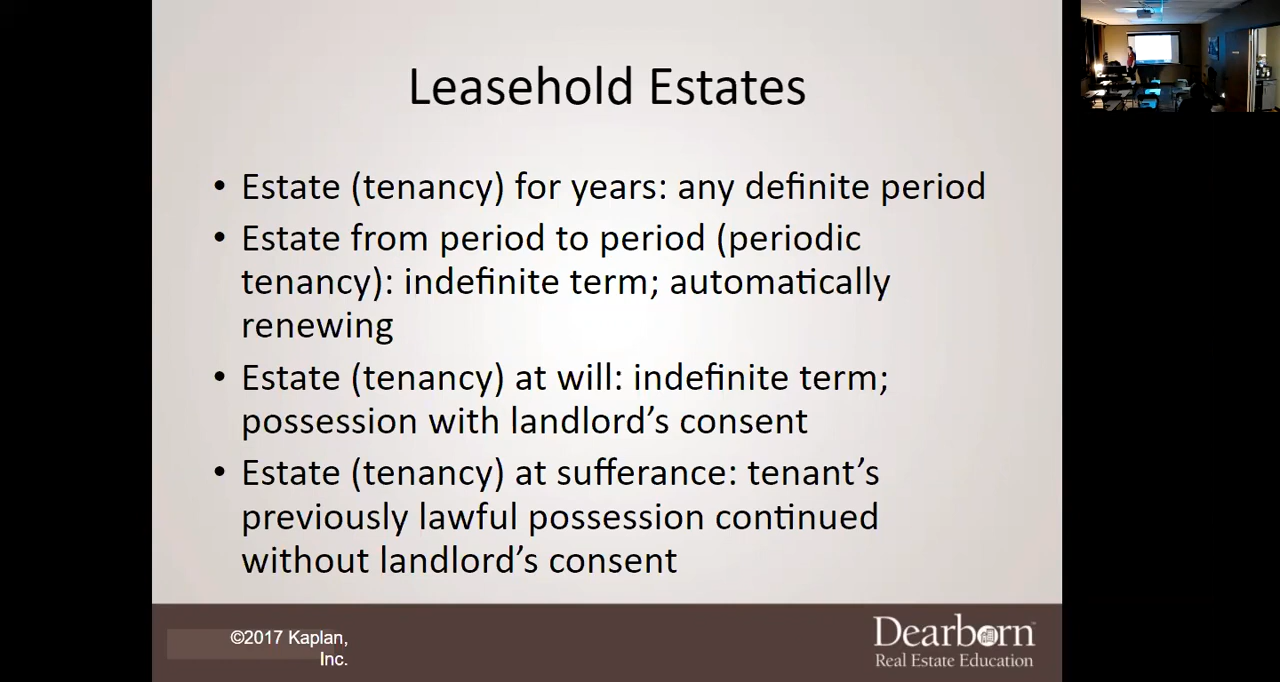 Leasehold Estates
• Estate (tenancy) for years: any definite period
• Estate from period to period (periodic
tenancy): indefinite term; automatically
renewing
• Estate (tenancy) at will: indefinite term;
possession with landlord’s consent
• Estate (tenancy) at sufferance: tenant’s
previously lawful possession continued
without landlord’s consent
©2017 Kaplan,
Inc.
Dearborn™
Real Estate Education